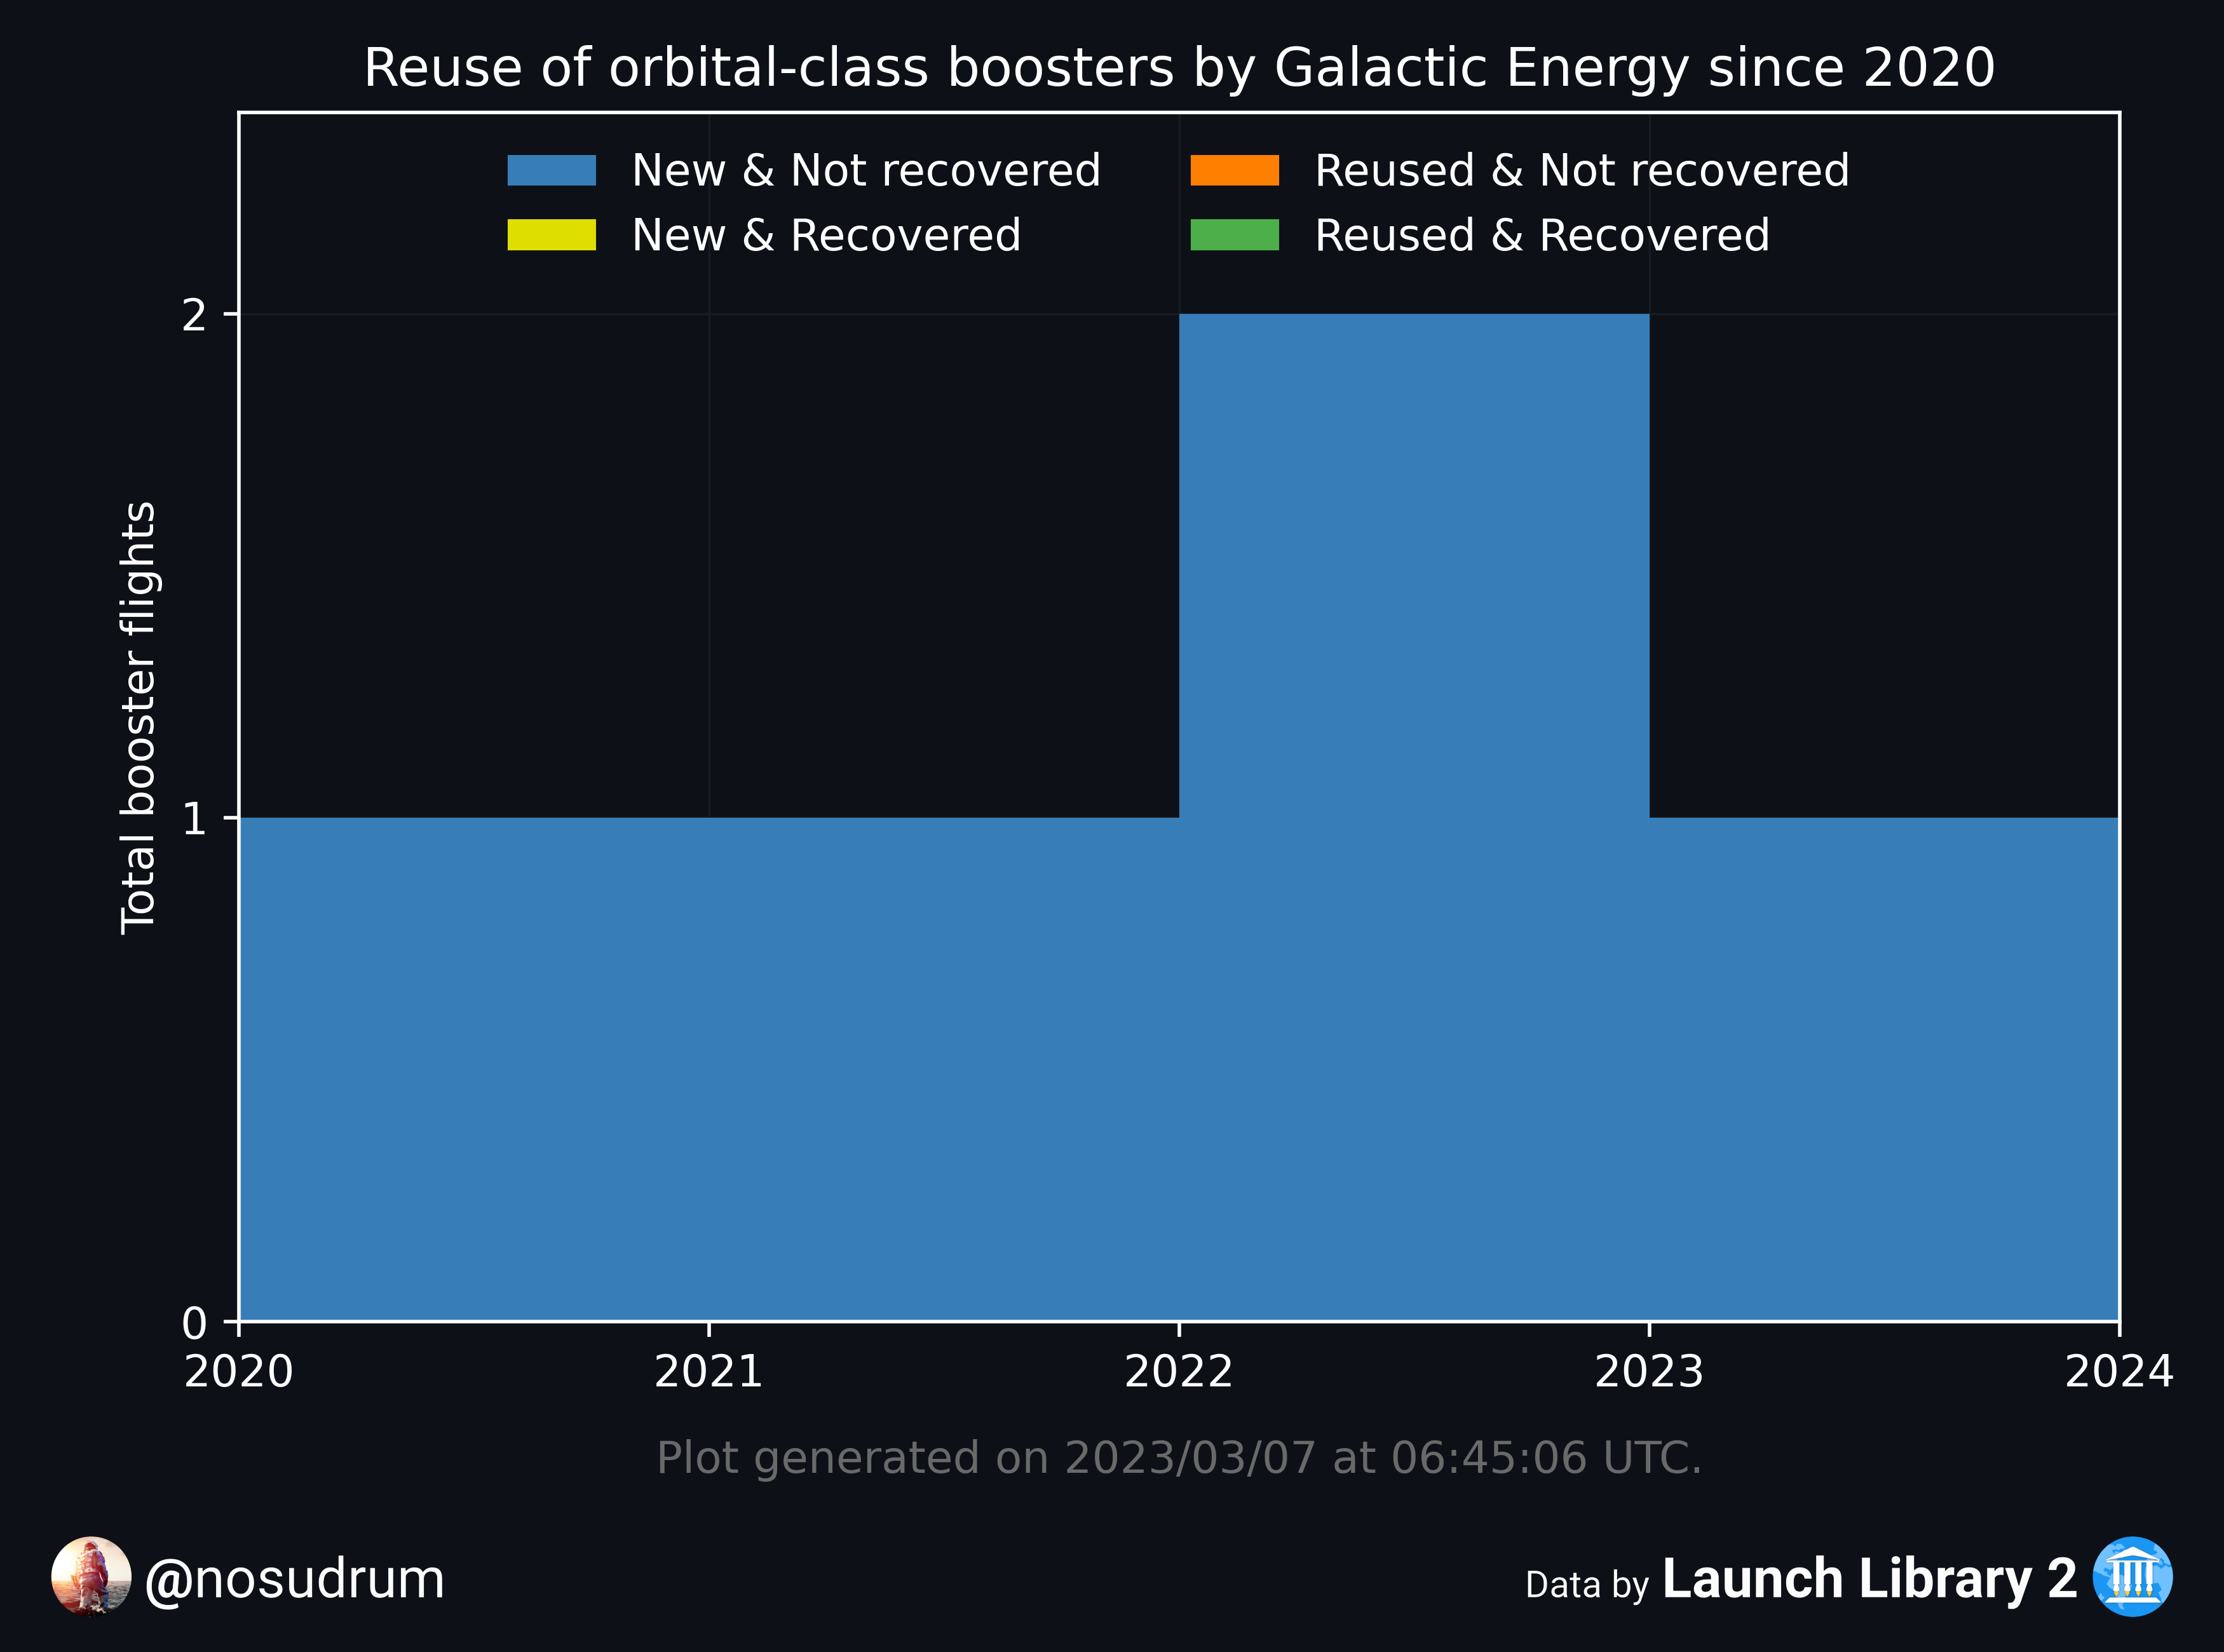 Reuse of orbital-class boosters by Galactic Energy since 2020
New & Not recovered
Reused & Not recovered
New & Recovered
Reused & Recovered
Total booster flights
2
1
0
2020 2021 2022 2023 2024
Plot generated on 2023/03/07 at 06:45:06 UTC.
@nosudrum
Data by Launch Library 2